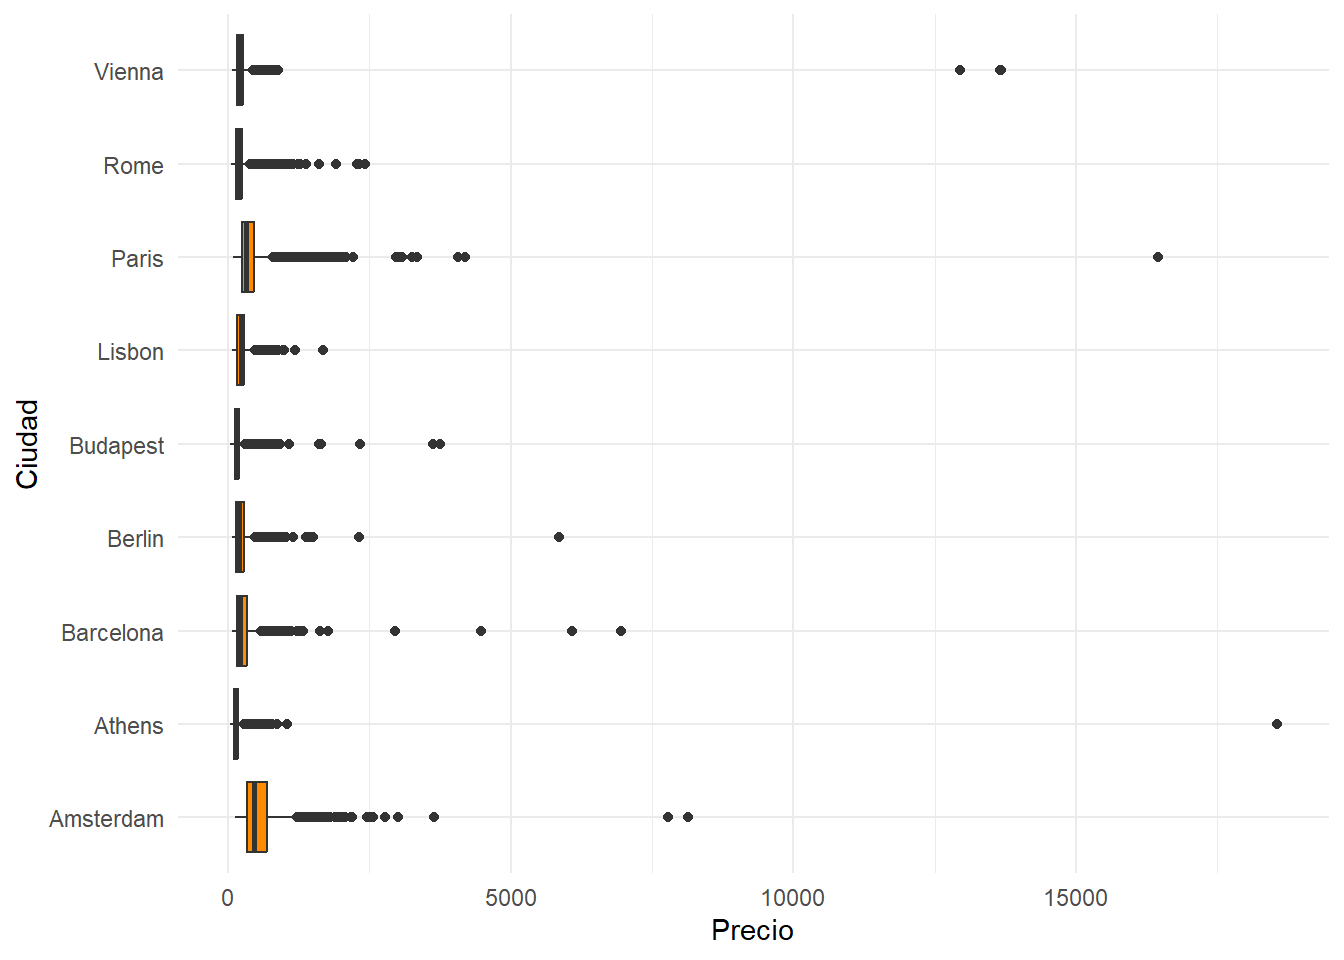 Vienna
Rome
Paris
Lisbon
Budapest
Berlin
Barcelona
Athens
Amsterdam
Ciudad
0 5000 10000 15000
Precio